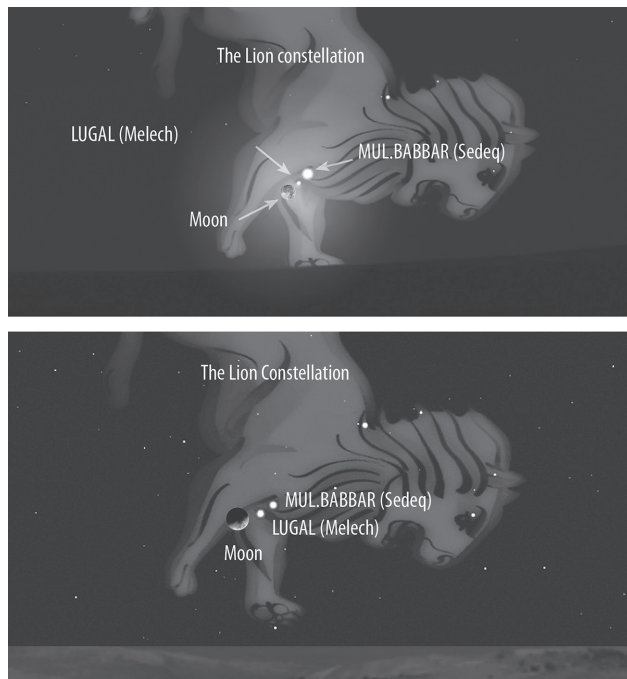 The Lion constellation
LUGAL (Melech)
MUL.BABBAR (Sedeq)
Moon
The Lion Constellation
MUL.BABBAR (Sedeq)
LUGAL (Melech)
Moon